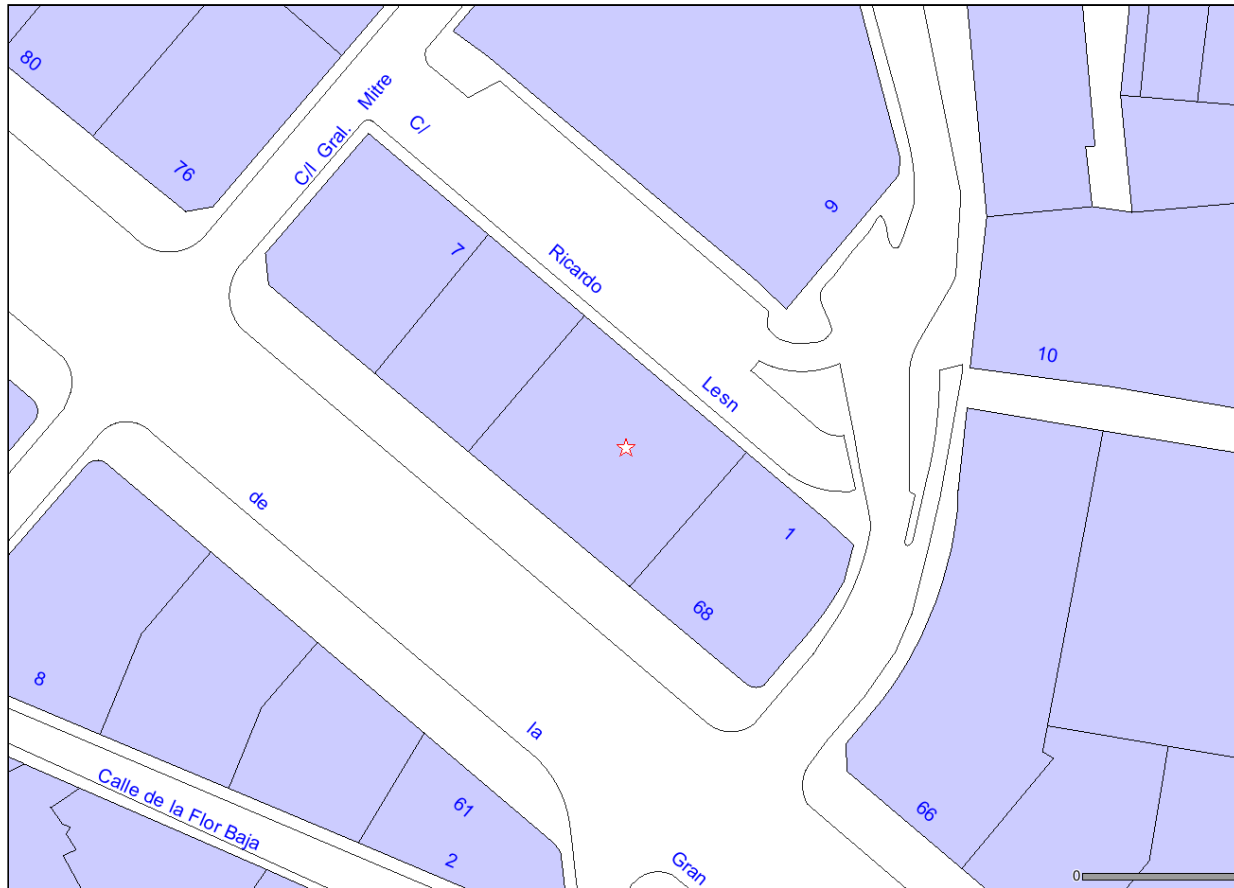 80
Mitre
C/l Gral.
C/
76
9
7
Ricardo
10
Lesn
de
1
68
8
la
Calle de la Flor Baja
61
66
2
Gran
0